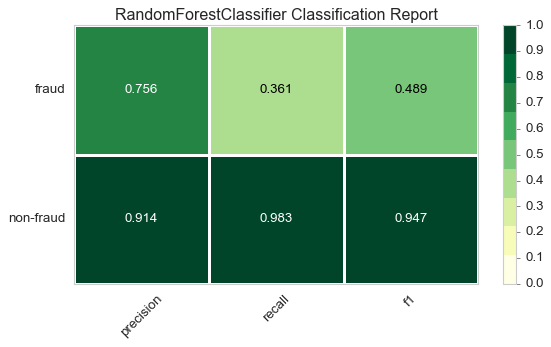 RandomForestClassifier Classification Report
fraud
0.756
0.361
0.489
non-fraud
0.914
0.983
0.947
precision
recall
f1
1.0
0.9
0.8
0.7
0.6
0.5
0.4
0.3
0.2
0.1
0.0